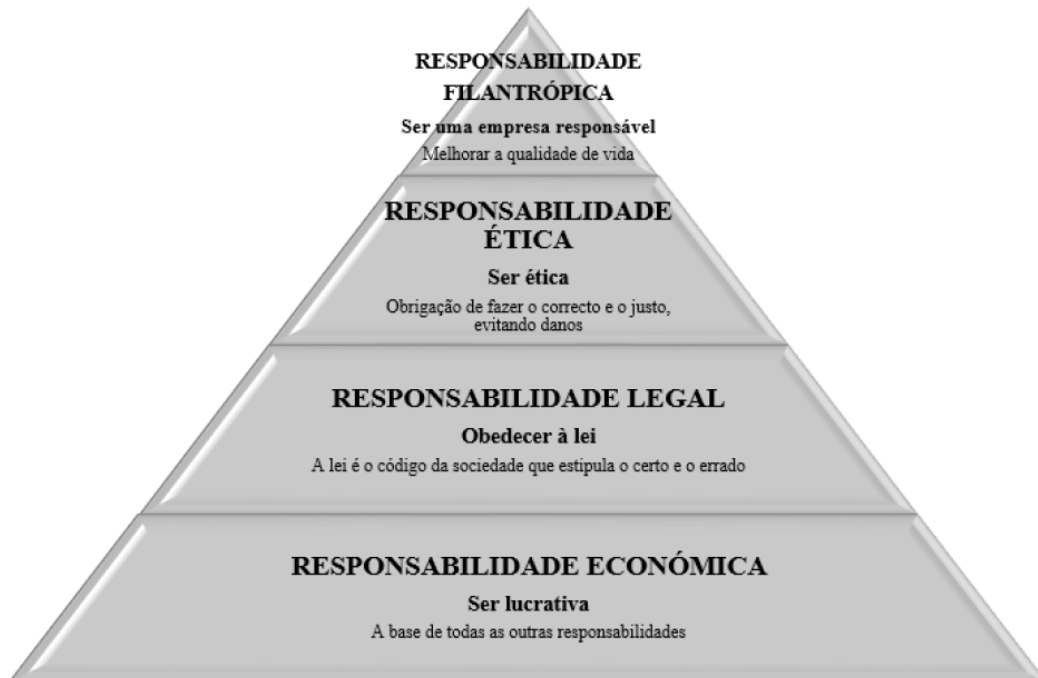 RESPONSABILIDADE
FILANTRÓPICA
Ser uma empresa responsável
Melhorar a qualidade de vida
RESPONSABILIDADE
ÉTICA
Ser ética
Obrigação de fazer o correcto e o justo,
evitando danos
RESPONSABILIDADE LEGAL
Obedecer à lei
A lei é o código da sociedade que estipula o certo e o errado
RESPONSABILIDADE ECONÓMICA
Ser lucrativa
A base de todas as outras responsabilidades